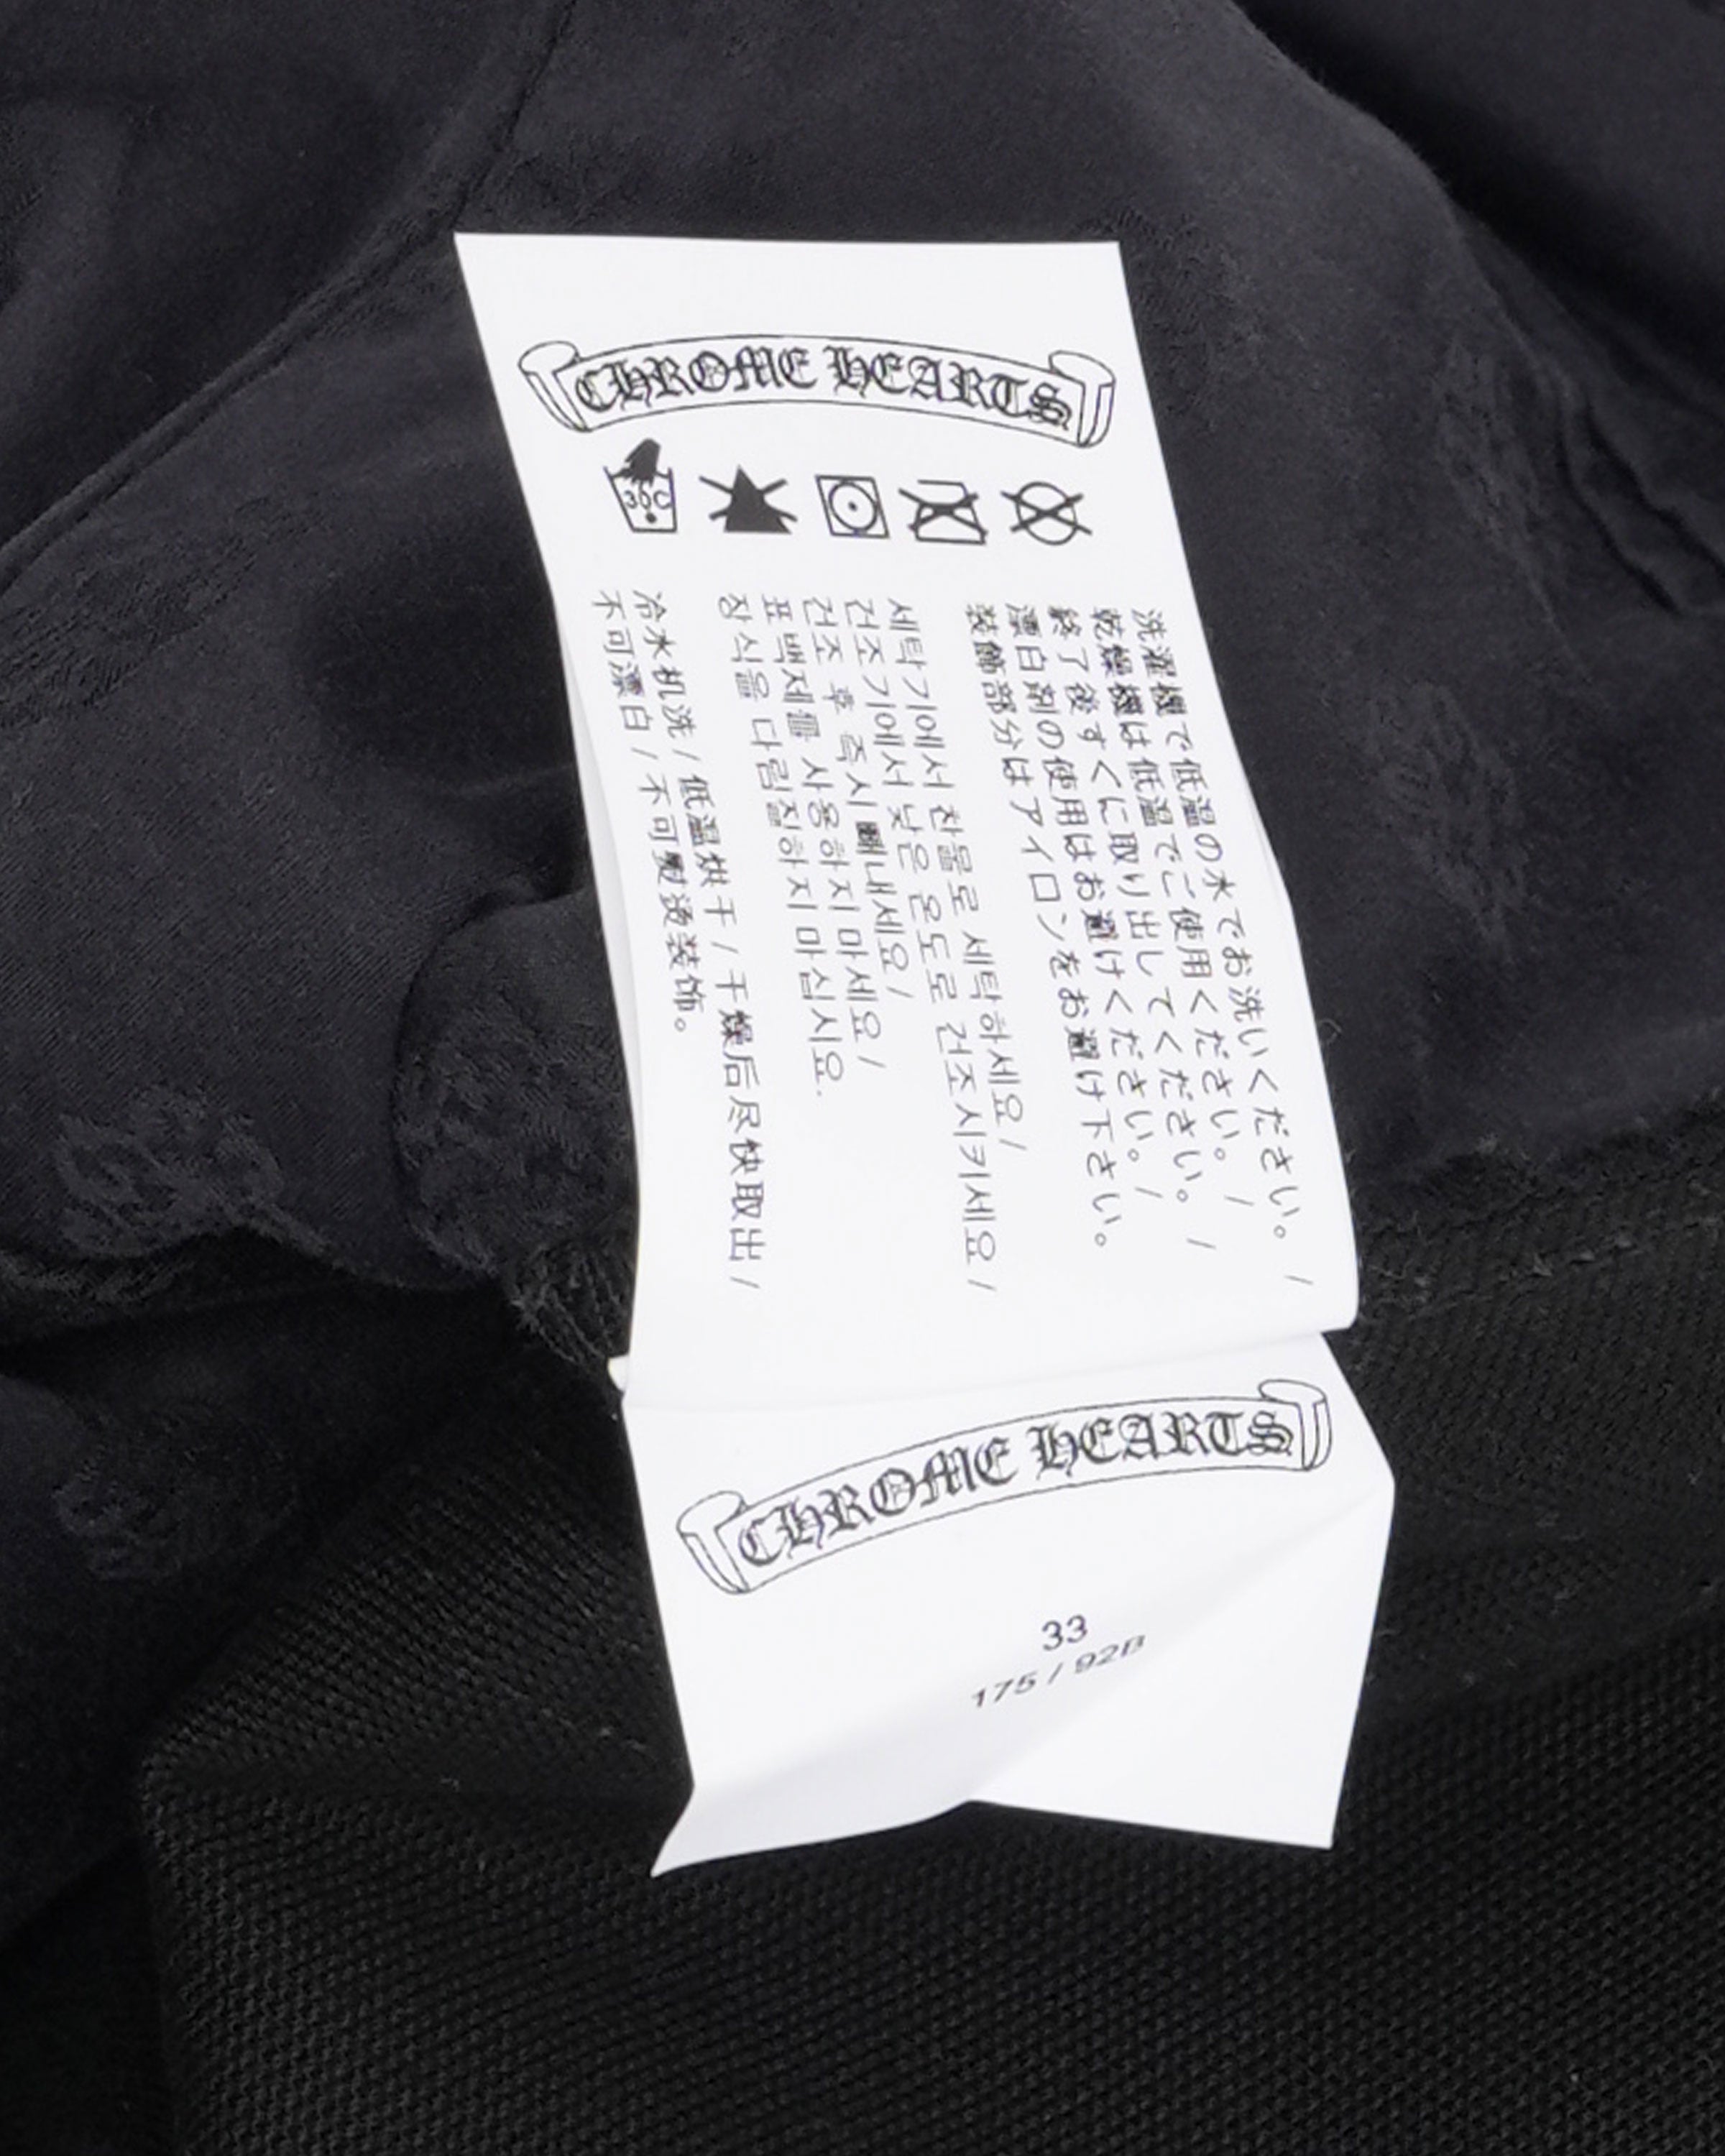 CHROME HEARTS
30C
洗濯機で低温の水でお洗いください。 /
乾燥機は低温でご使用ください。 /
終了後すぐに取り出してください。 /
漂白剤の使用はお避けください。 /
装飾部分はアイロンをお避け下さい。
세탁기에서 찬물로 세탁하세요 /
건조기에서 낮은 온도로 건조시키세요 /
건조 후 즉시 빼내세요 /
표백제를 사용하지 마세요 /
장식을 다림질하지 마십시요.
冷水机洗 / 低温烘干 / 干燥后尽快取出 /
不可漂白 / 不可熨烫装饰。
CHROME HEARTS
33
175 / 92B